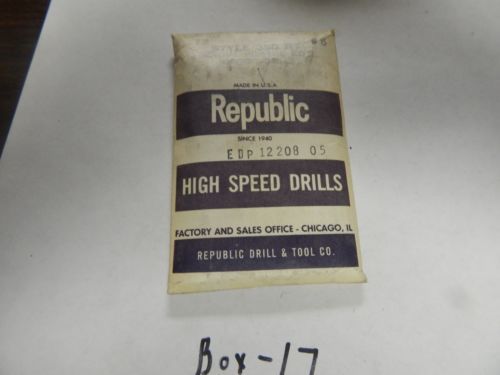 MADE IN U.S.A
Republic
SINCE 1940
EDP 12208 05
HIGH SPEED DRILLS
FACTORY AND SALES OFFICE - CHICAGO, IL
REPUBLIC DRILL & TOOL CO.
Box-17